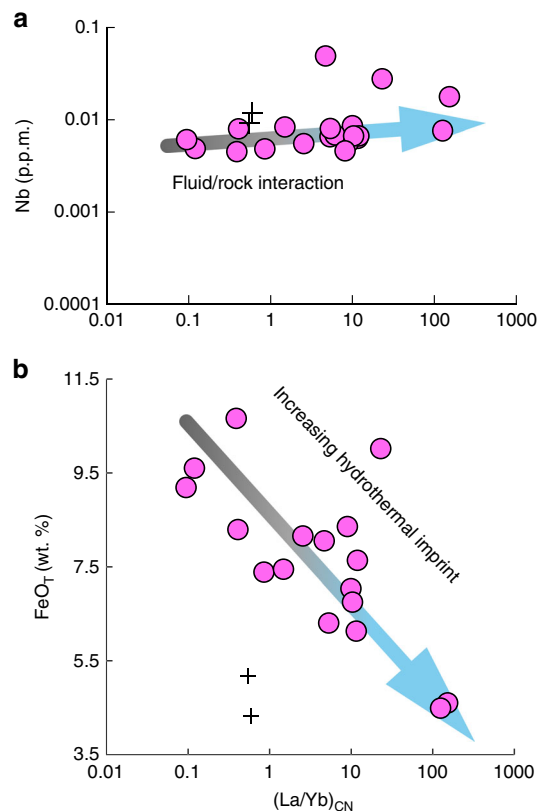 a
0.1
0.01
0.001
0.0001
Nb (p.p.m.)
Fluid/rock interaction
0.01 0.1 1 10 100 1000
b
11.5
9.5
7.5
5.5
3.5
FeO_T (wt. %)
Increasing hydrothermal imprint
0.01 0.1 1 10 100 1000
(La/Yb)_CN